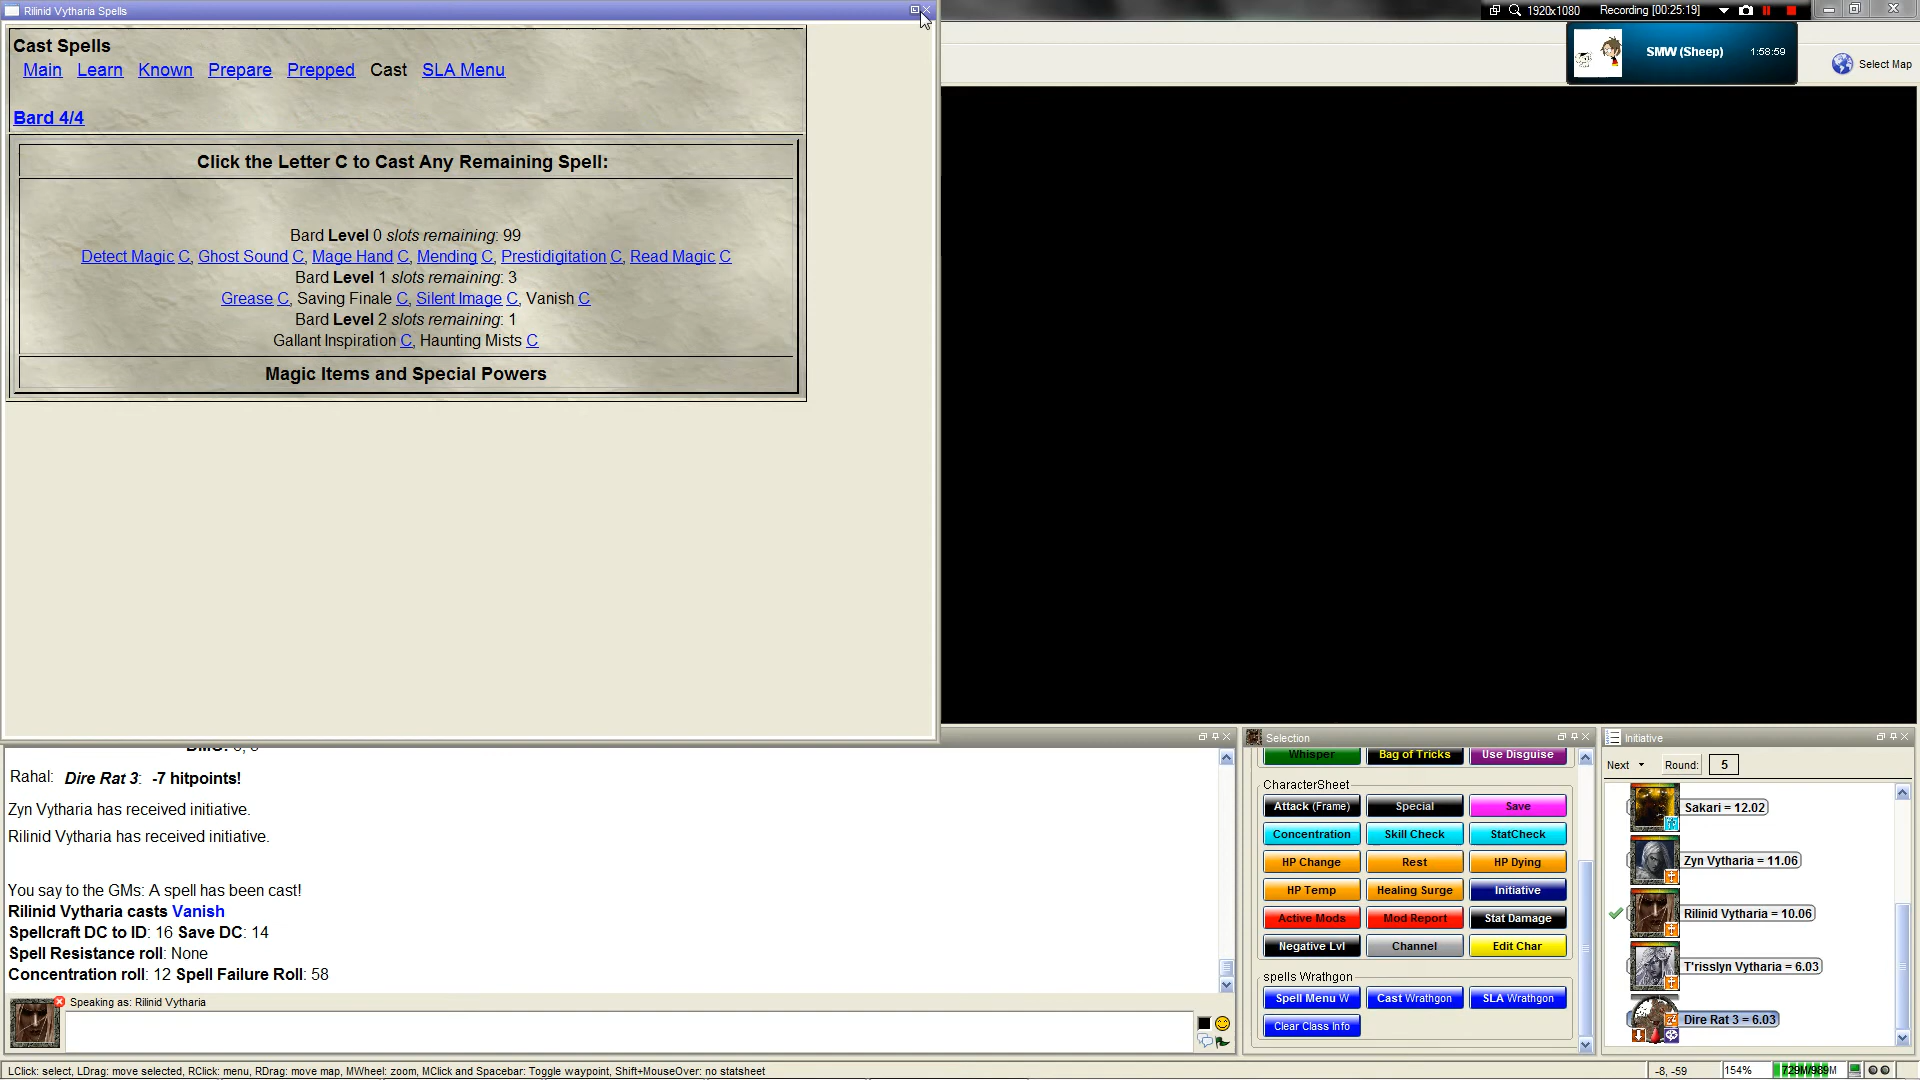 Rilinid Vytharia Spells
1920x1080 Recording [00:25:19]
Cast Spells
Main Learn Known Prepare Prepped Cast SLA Menu
SMW (Sheep) 1:58:59
Select Map
Bard 4/4
Click the Letter C to Cast Any Remaining Spell:
Bard Level 0 slots remaining: 99
Detect Magic C, Ghost Sound C, Mage Hand C, Mending C, Prestidigitation C, Read Magic C
Bard Level 1 slots remaining: 3
Grease C, Saving Finale C, Silent Image C, Vanish C
Bard Level 2 slots remaining: 1
Gallant Inspiration C, Haunting Mists C
Magic Items and Special Powers
Rahal: Dire Rat 3: -7 hitpoints!
Zyn Vytharia has received initiative.
Rilinid Vytharia has received initiative.
You say to the GMs: A spell has been cast!
Rilinid Vytharia casts Vanish
Spellcraft DC to ID: 16 Save DC: 14
Spell Resistance roll: None
Concentration roll: 12 Spell Failure Roll: 58
Speaking as: Rilinid Vytharia
Selection
Whisper Bag of Tricks Use Disguise
CharacterSheet
Attack (Frame) Special Save
Concentration Skill Check StatCheck
HP Change Rest HP Dying
HP Temp Healing Surge Initiative
Active Mods Mod Report Stat Damage
Negative Lvl Channel Edit Char
spells Wrathgon
Spell Menu W Cast Wrathgon SLA Wrathgon
Clear Class Info
Initiative
Next Round: 5
Sakari = 12.02
Zyn Vytharia = 11.06
Rilinid Vytharia = 10.06
T'risslyn Vytharia = 6.03
Dire Rat 3 = 6.03
LClick: select, LDrag: move selected, RClick: menu, RDrag: move map, MWheel: zoom, MClick and Spacebar: Toggle waypoint, Shift+MouseOver: no statsheet
-8, -59 154% 729M/989M